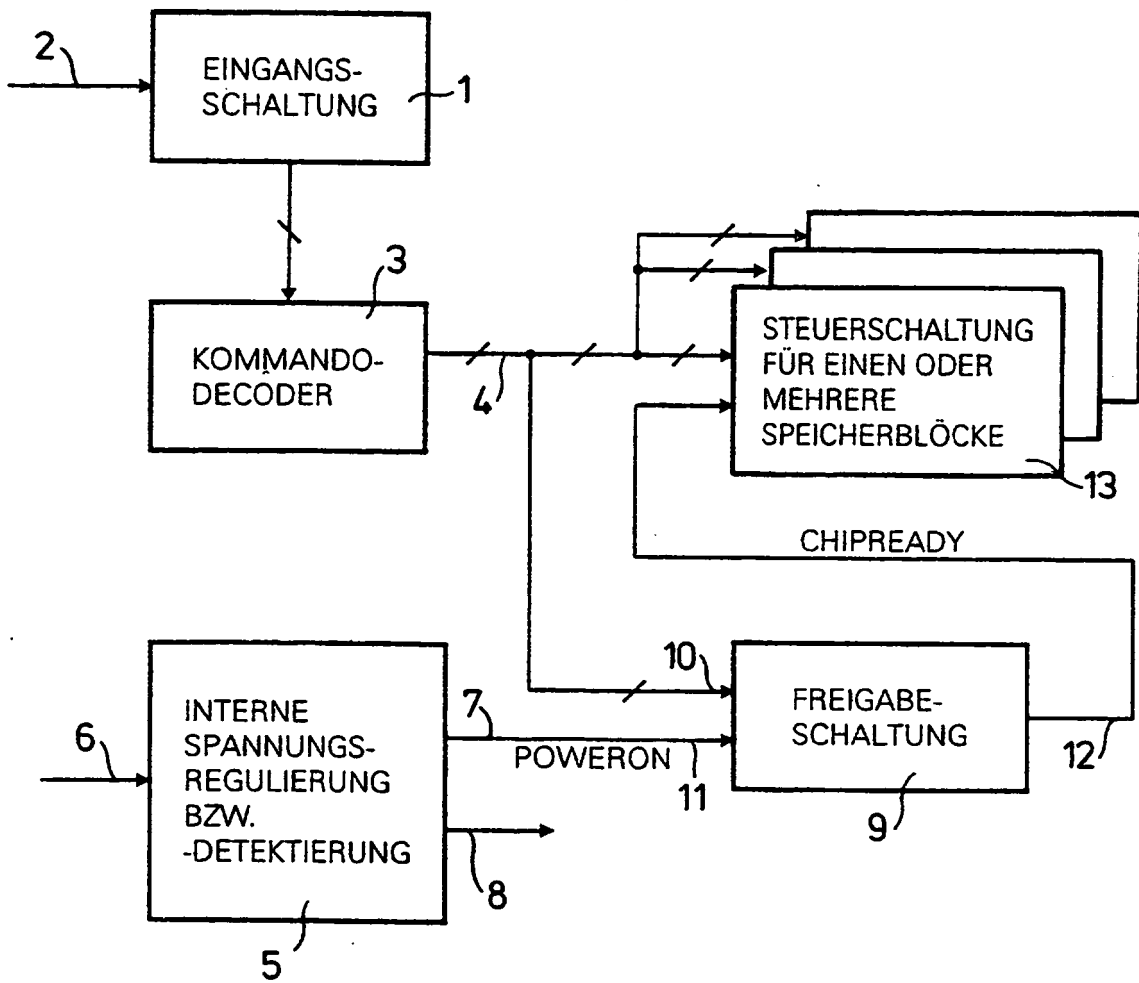 2
EINGANGS-
SCHALTUNG
1
3
KOMMANDO-
DECODER
4
STEUERSCHALTUNG
FÜR EINEN ODER
MEHRERE
SPEICHERBLÖCKE
13
CHIPREADY
6
INTERNE
SPANNUNGS-
REGULIERUNG
BZW.
-DETEKTIERUNG
5
7
POWERON
8
10
11
FREIGABE-
SCHALTUNG
9
12